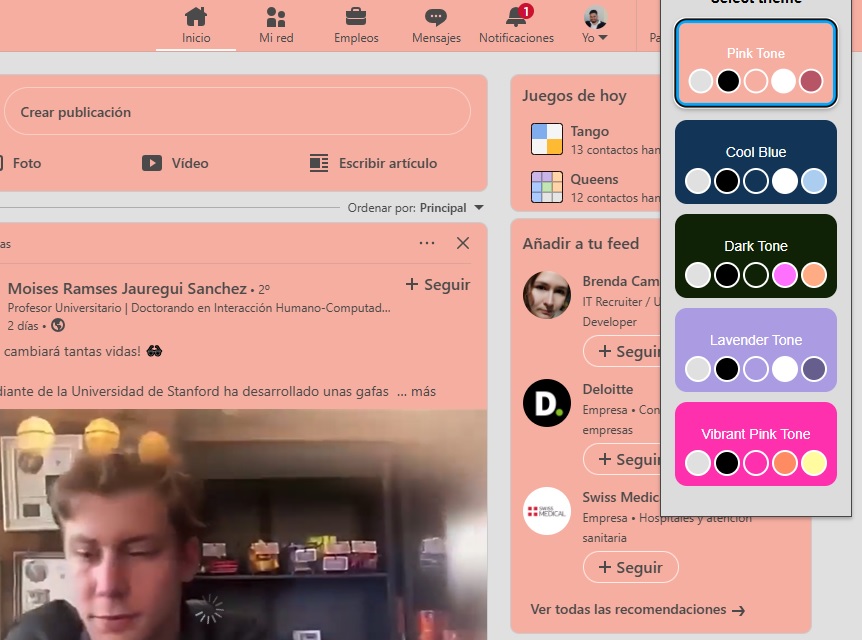 Inicio
Mi red
Empleos
Mensajes
1
Notificaciones
Yo
Pa
Crear publicación
Foto
Vídeo
Escribir artículo
Ordenar por: Principal
as
Moises Ramses Jauregui Sanchez • 2º
+ Seguir
Profesor Universitario | Doctorando en Interacción Humano-Computad...
2 días •
cambiará tantas vidas!
diante de la Universidad de Stanford ha desarrollado unas gafas ... más
Juegos de hoy
Tango
13 contactos han
Queens
12 contactos han
Añadir a tu feed
Brenda Cam
IT Recruiter / U
Developer
+ Seguir
Deloitte
Empresa • Con
empresas
+ Seguir
SWISS MEDICAL
Swiss Medic
Empresa • Hospitales y atención
sanitaria
+ Seguir
Ver todas las recomendaciones →
Select theme
Pink Tone
Cool Blue
Dark Tone
Lavender Tone
Vibrant Pink Tone